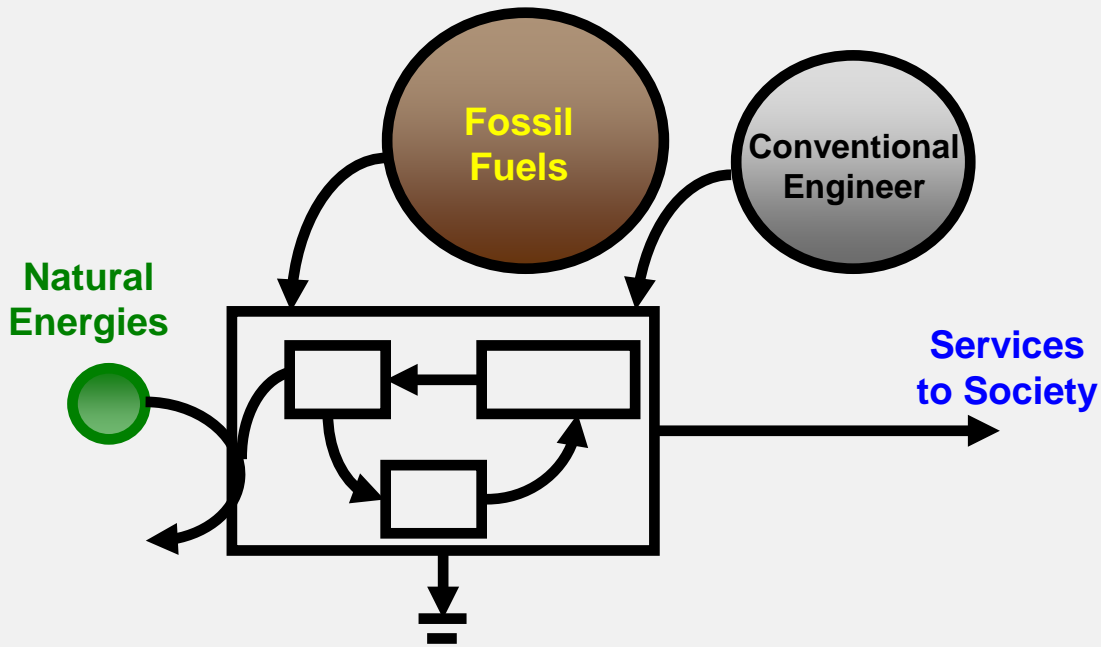 Fossil
Fuels
Conventional
Engineer
Natural
Energies
Services
to Society